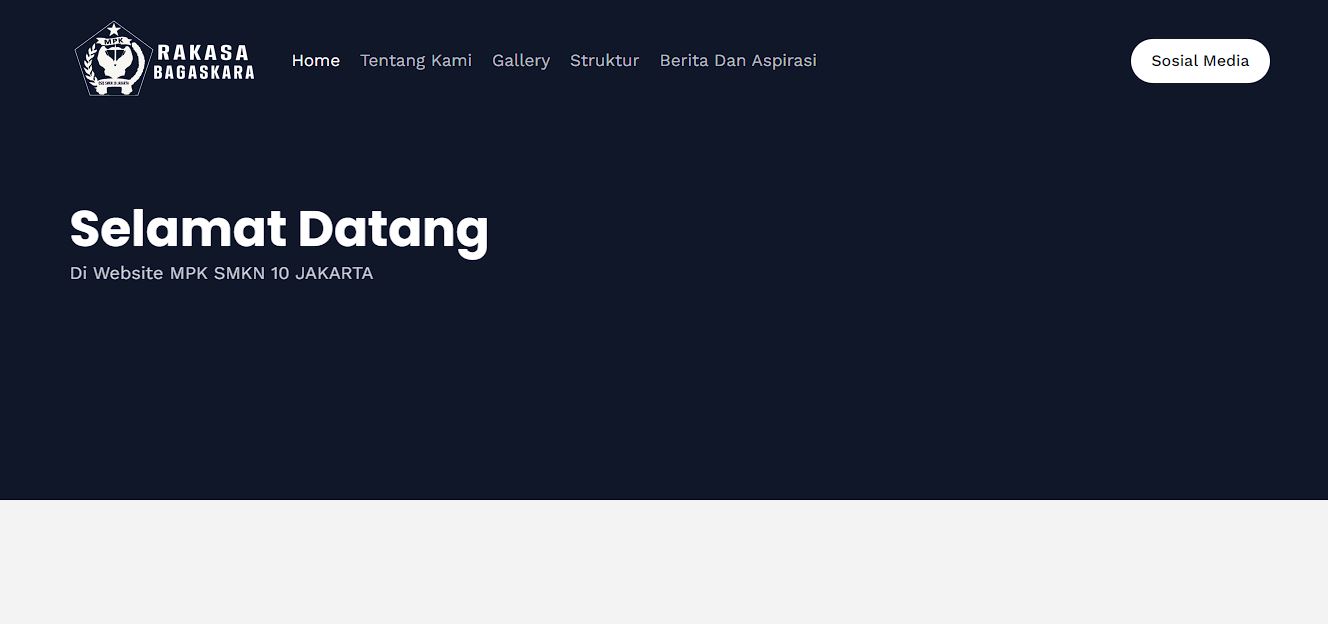 MPK
RAKASA
BAGASKARA
Home
Tentang Kami
Gallery
Struktur
Berita Dan Aspirasi
Sosial Media
Selamat Datang
Di Website MPK SMKN 10 JAKARTA